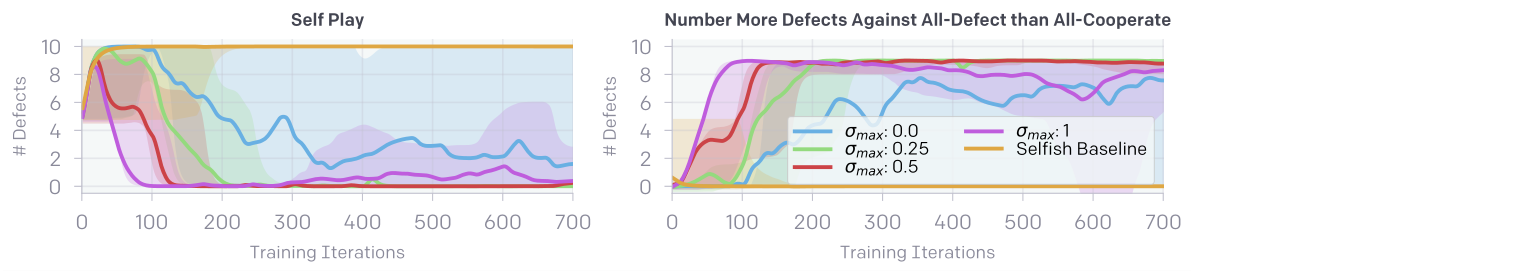 Self Play
# Defects
10
8
6
4
2
0
0 100 200 300 400 500 600 700
Training Iterations
Number More Defects Against All-Defect than All-Cooperate
# Defects
10
8
6
4
2
0
σmax: 0.0
σmax: 0.25
σmax: 0.5
σmax: 1
Selfish Baseline
0 100 200 300 400 500 600 700
Training Iterations